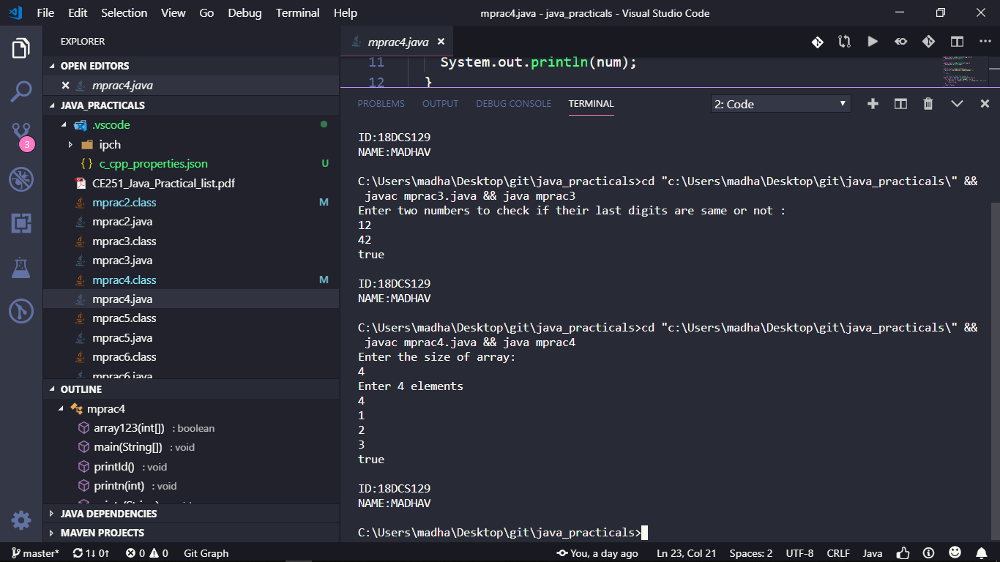 File Edit Selection View Go Debug Terminal Help
mprac4.java - java_practicals - Visual Studio Code
EXPLORER
OPEN EDITORS
mprac4.java
JAVA_PRACTICALS
.vscode
ipch
{} c_cpp_properties.json U
CE251_Java_Practical_list.pdf
mprac2.class M
mprac2.java
mprac3.class
mprac3.java
mprac4.class M
mprac4.java
mprac5.class
mprac5.java
mprac6.class
mprac6.java
3
OUTLINE
mprac4
array123(int[]) : boolean
main(String[]) : void
printId() : void
printn(int) : void
JAVA DEPENDENCIES
MAVEN PROJECTS
mprac4.java
11 System.out.println(num);
12 }
PROBLEMS OUTPUT DEBUG CONSOLE TERMINAL 2: Code
ID:18DCS129
NAME:MADHAV
C:\Users\madha\Desktop\git\java_practicals>cd "c:\Users\madha\Desktop\git\java_practicals\" &&
javac mprac3.java && java mprac3
Enter two numbers to check if their last digits are same or not :
12
42
true
ID:18DCS129
NAME:MADHAV
C:\Users\madha\Desktop\git\java_practicals>cd "c:\Users\madha\Desktop\git\java_practicals\" &&
javac mprac4.java && java mprac4
Enter the size of array:
4
Enter 4 elements
4
1
2
3
true
ID:18DCS129
NAME:MADHAV
C:\Users\madha\Desktop\git\java_practicals>
master* 1↓ 0↑ 0 0 Git Graph You, a day ago Ln 23, Col 21 Spaces: 2 UTF-8 CRLF Java